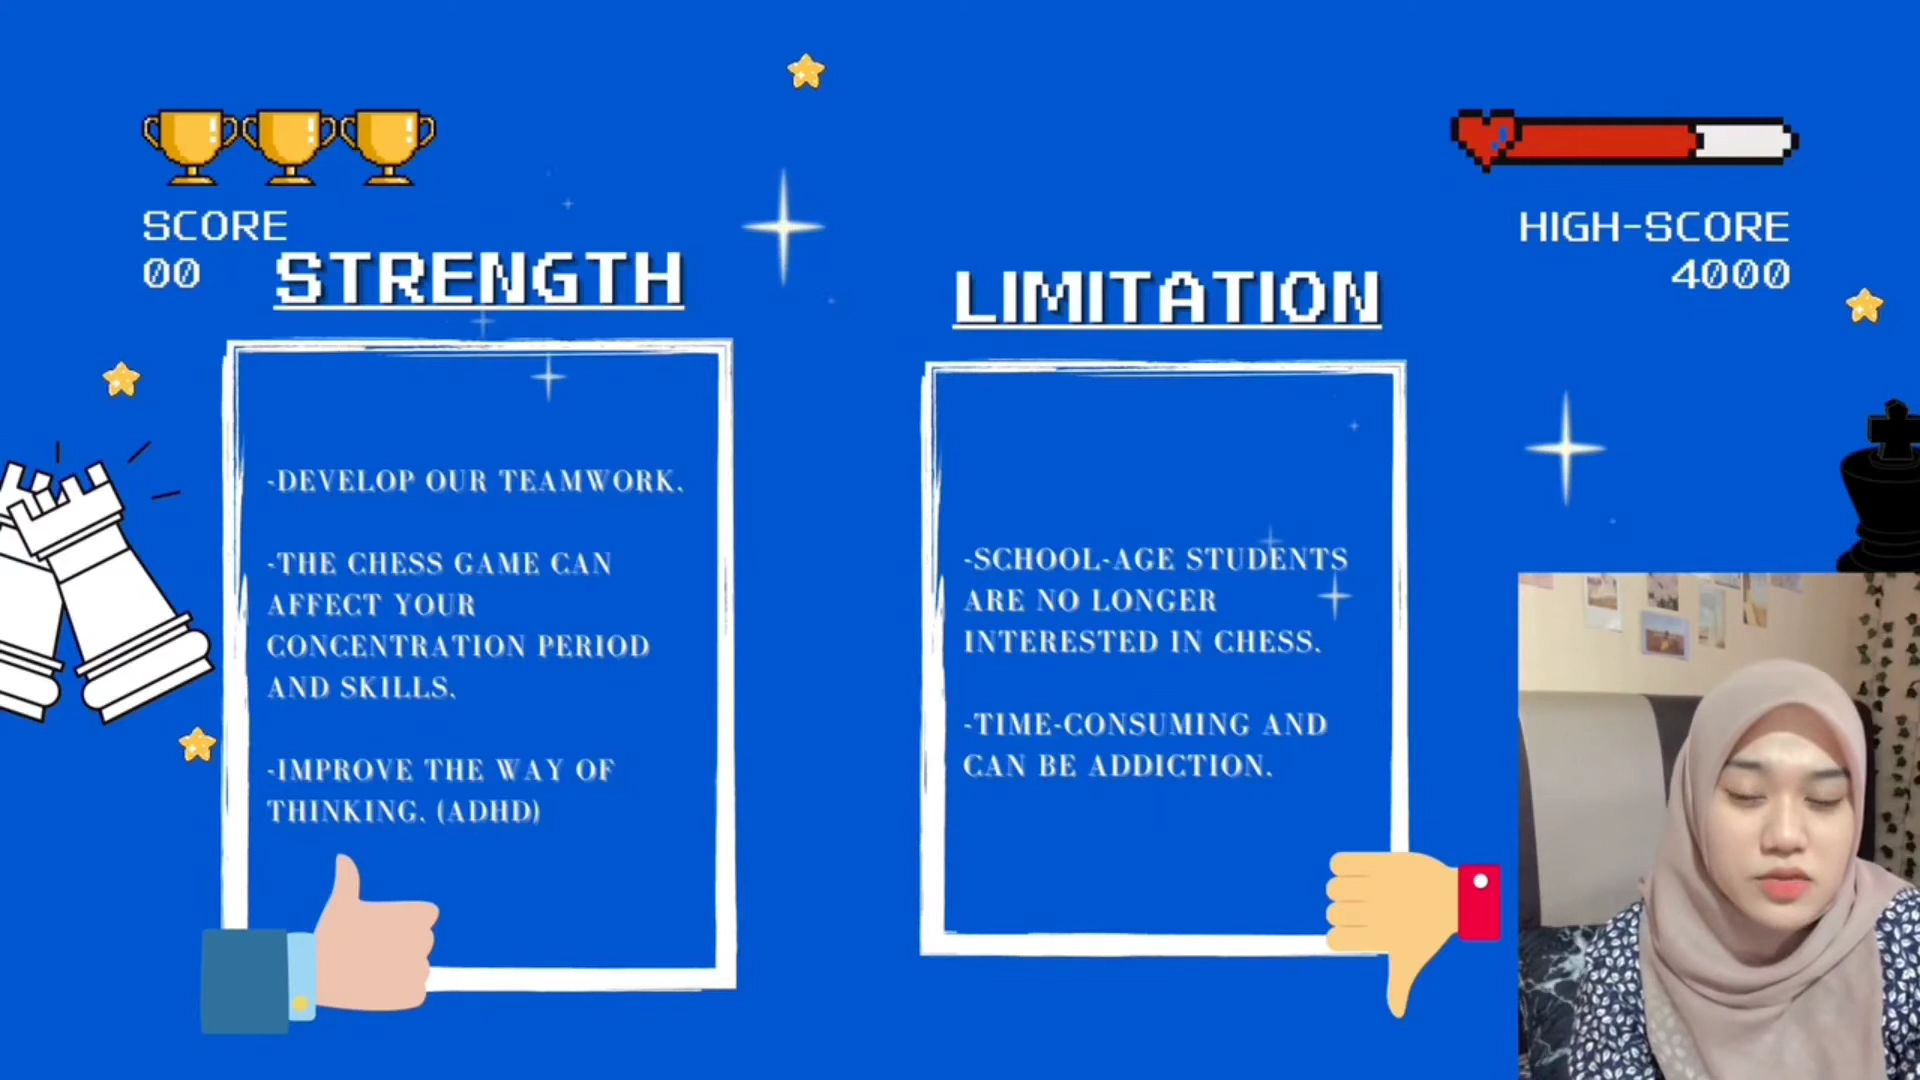 SCORE
00
STRENGTH
-DEVELOP OUR TEAMWORK.
-THE CHESS GAME CAN
AFFECT YOUR
CONCENTRATION PERIOD
AND SKILLS.
-IMPROVE THE WAY OF
THINKING. (ADHD)
HIGH-SCORE
4000
LIMITATION
-SCHOOL-AGE STUDENTS
ARE NO LONGER
INTERESTED IN CHESS.
-TIME-CONSUMING AND
CAN BE ADDICTION.